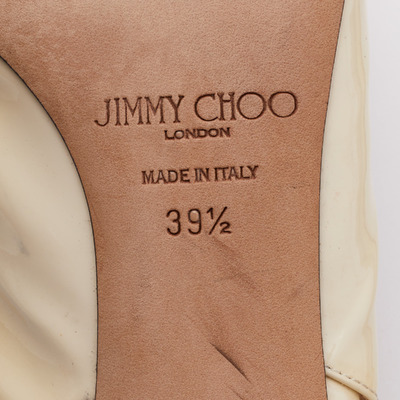 JIMMY CHOO
LONDON
MADE IN ITALY
39½